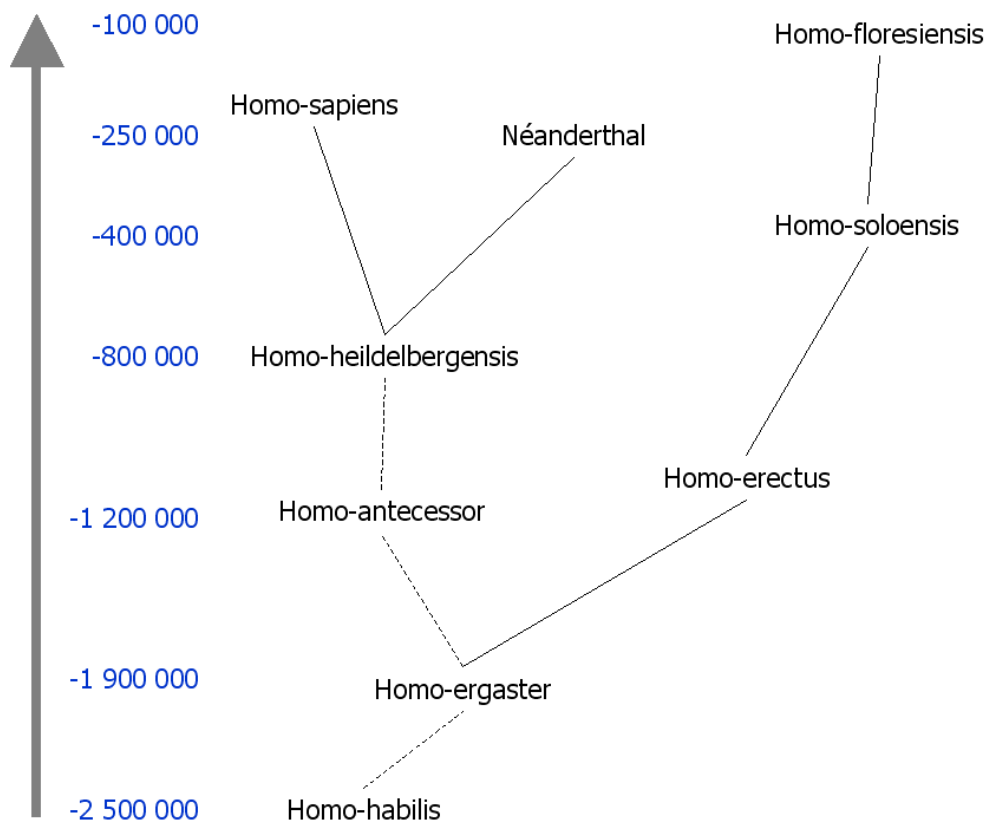 -100 000
Homo-floresiensis
Homo-sapiens
-250 000
Néanderthal
Homo-soloensis
-400 000
-800 000
Homo-heildelbergensis
Homo-erectus
Homo-antecessor
-1 200 000
-1 900 000
Homo-ergaster
-2 500 000
Homo-habilis